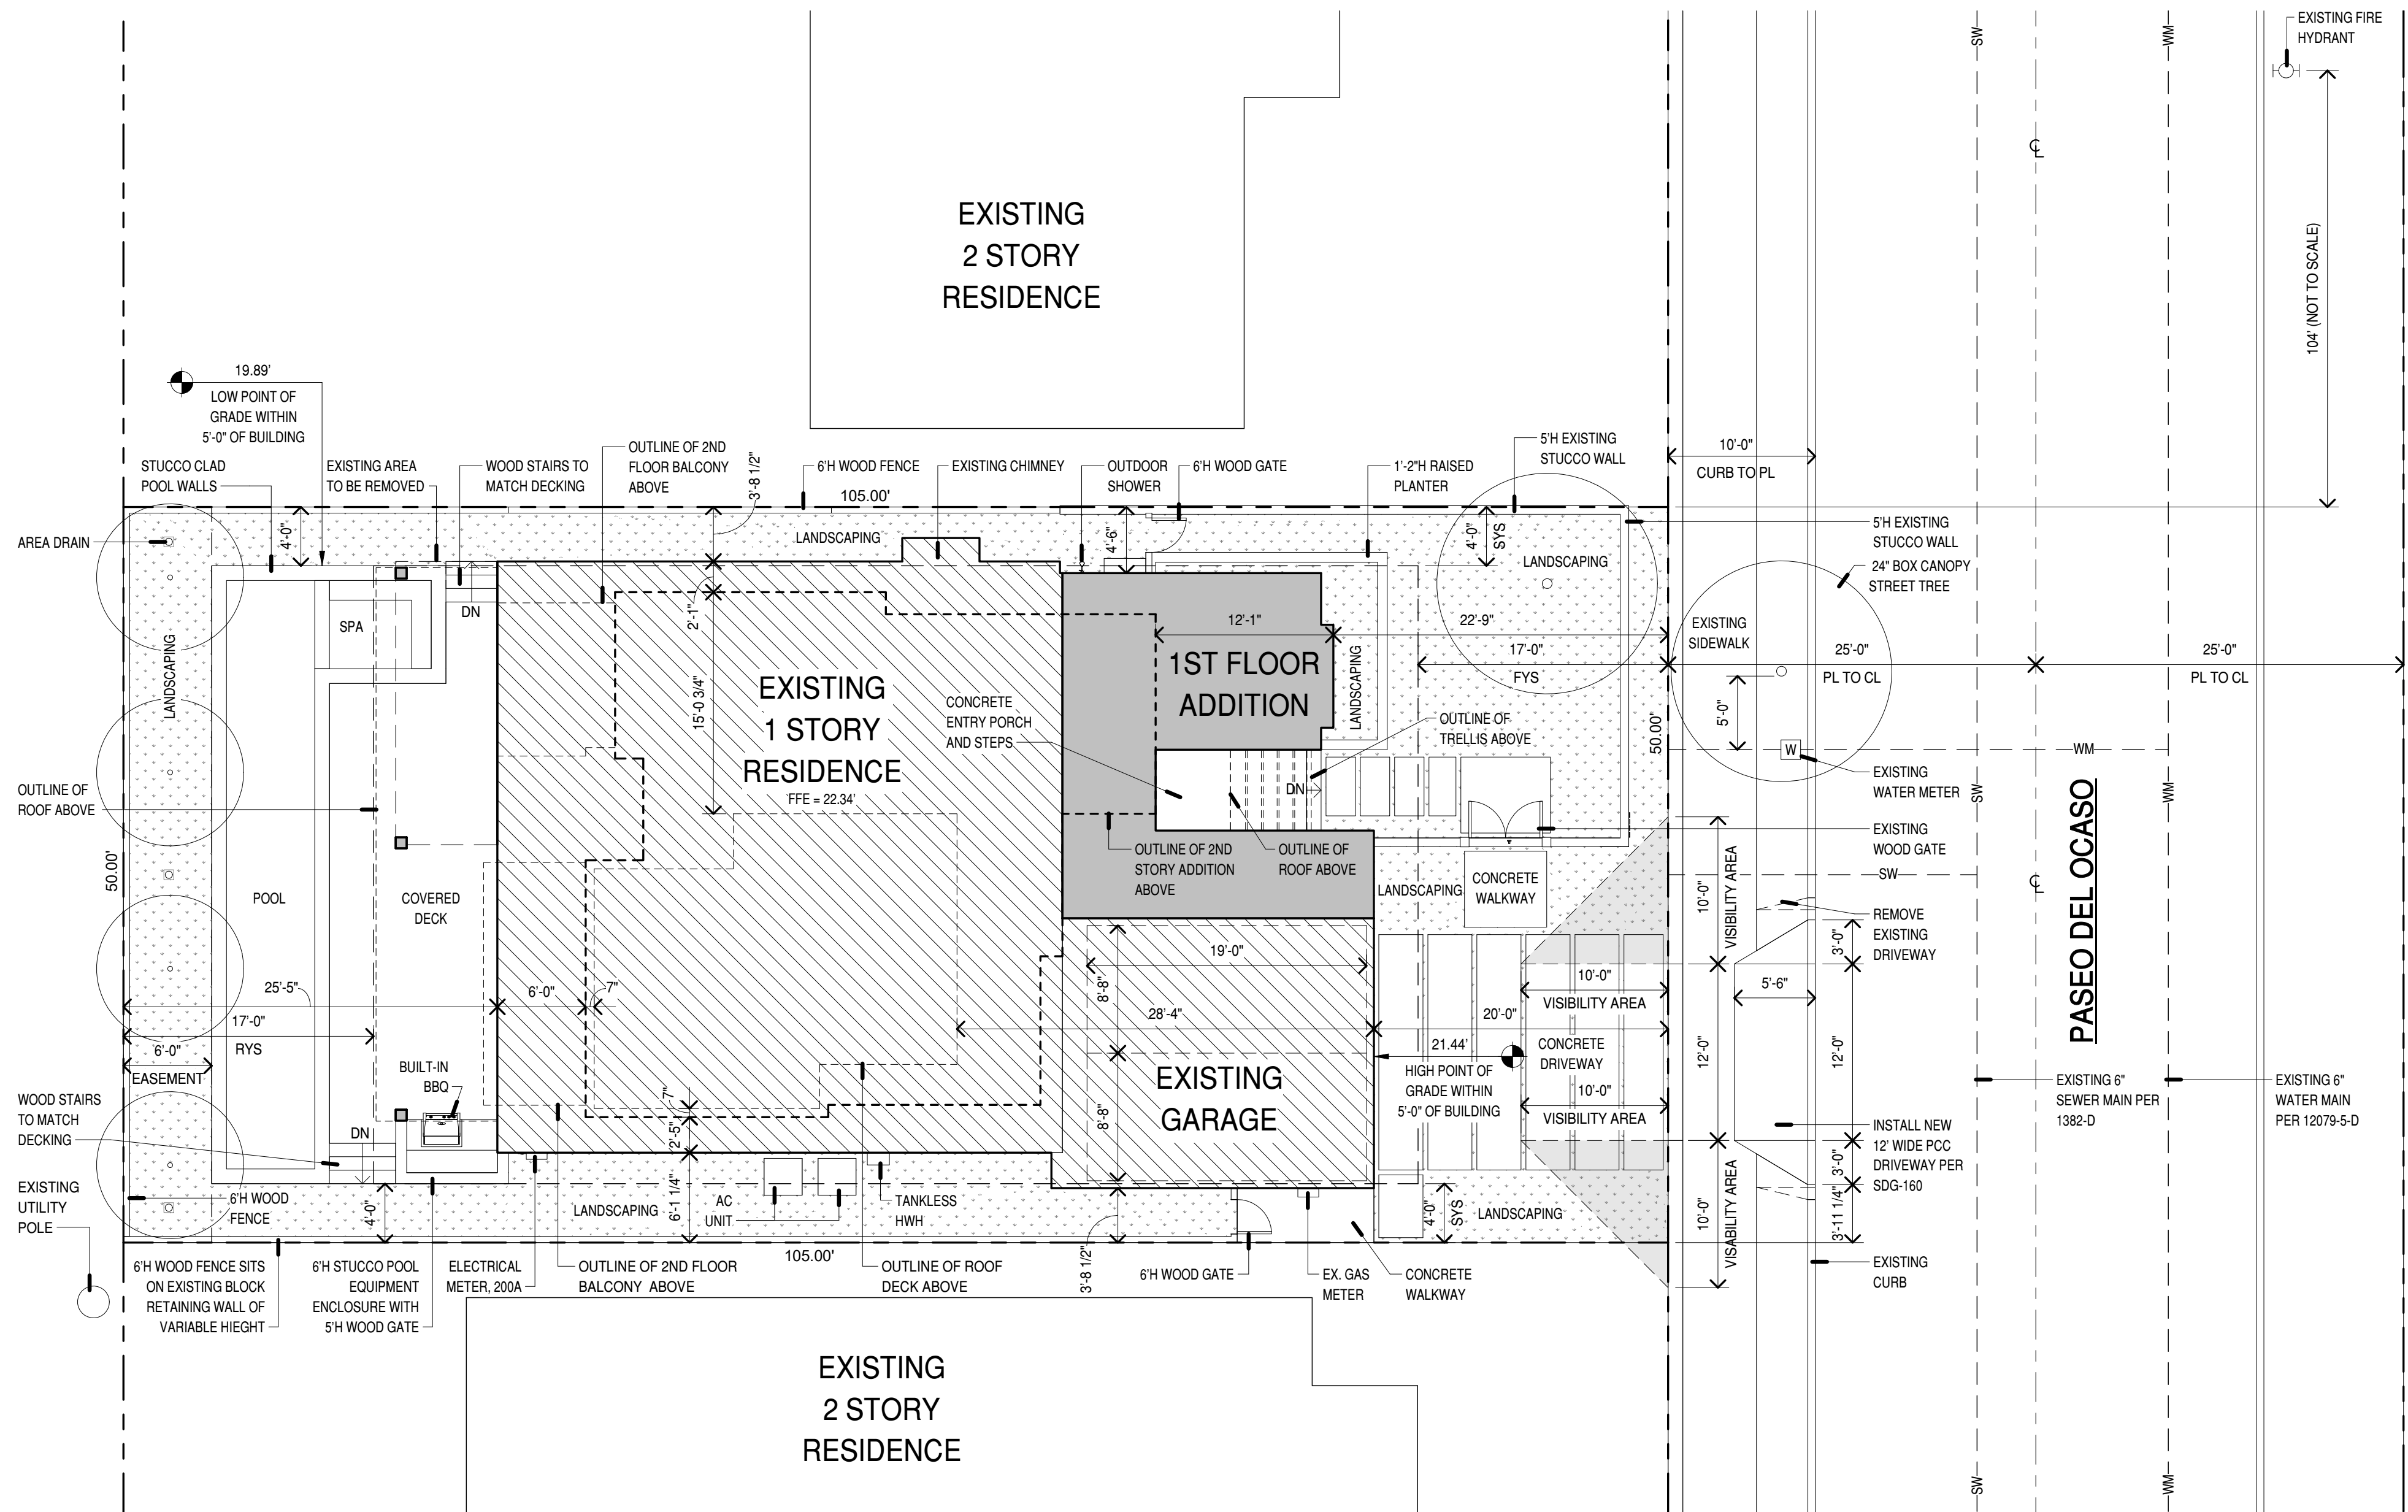 EXISTING FIRE
HYDRANT
SW
WM
℄
104' (NOT TO SCALE)
EXISTING
2 STORY
RESIDENCE
19.89'
LOW POINT OF
GRADE WITHIN
5'-0" OF BUILDING
STUCCO CLAD
POOL WALLS
EXISTING AREA
TO BE REMOVED
WOOD STAIRS TO
MATCH DECKING
OUTLINE OF 2ND
FLOOR BALCONY
ABOVE
3'-8 1/2"
6'H WOOD FENCE
105.00'
EXISTING CHIMNEY
OUTDOOR
SHOWER
6'H WOOD GATE
1'-2"H RAISED
PLANTER
5'H EXISTING
STUCCO WALL
10'-0"
CURB TO PL
AREA DRAIN
4'-0"
LANDSCAPING
4'-6"
4'-0"
SYS
LANDSCAPING
5'H EXISTING
STUCCO WALL
24" BOX CANOPY
STREET TREE
LANDSCAPING
SPA
DN
2'-1"
15'-0 3/4"
EXISTING
1 STORY
RESIDENCE
FFE = 22.34'
12'-1"
1ST FLOOR
ADDITION
CONCRETE
ENTRY PORCH
AND STEPS
LANDSCAPING
22'-9"
17'-0"
FYS
OUTLINE OF
TRELLIS ABOVE
DN
50.00'
EXISTING
SIDEWALK
5'-0"
25'-0"
PL TO CL
25'-0"
PL TO CL
W
WM
EXISTING
WATER METER
SW
WM
PASEO DEL OCASO
OUTLINE OF
ROOF ABOVE
50.00'
POOL
COVERED
DECK
OUTLINE OF 2ND
STORY ADDITION
ABOVE
OUTLINE OF
ROOF ABOVE
LANDSCAPING
CONCRETE
WALKWAY
EXISTING
WOOD GATE
SW
℄
10'-0"
VISIBILITY AREA
REMOVE
EXISTING
DRIVEWAY
3'-0"
25'-5"
6'-0"
7"
17'-0"
RYS
6'-0"
EASEMENT
19'-0"
8'-8"
28'-4"
10'-0"
VISIBILITY AREA
20'-0"
5'-6"
12'-0"
12'-0"
21.44'
HIGH POINT OF
GRADE WITHIN
5'-0" OF BUILDING
CONCRETE
DRIVEWAY
10'-0"
VISIBILITY AREA
BUILT-IN
BBQ
EXISTING
GARAGE
8'-8"
7"
2'-5"
EXISTING 6"
SEWER MAIN PER
1382-D
EXISTING 6"
WATER MAIN
PER 12079-5-D
WOOD STAIRS
TO MATCH
DECKING
DN
INSTALL NEW
12' WIDE PCC
DRIVEWAY PER
SDG-160
3'-0"
3'-11 1/4"
10'-0"
VISABILITY AREA
EXISTING
UTILITY
POLE
6'H WOOD
FENCE
4'-0"
LANDSCAPING
6'-1 1/4"
AC
UNIT
TANKLESS
HWH
4'-0"
SYS
LANDSCAPING
105.00'
3'-8 1/2"
6'H WOOD FENCE SITS
ON EXISTING BLOCK
RETAINING WALL OF
VARIABLE HIEGHT
6'H STUCCO POOL
EQUIPMENT
ENCLOSURE WITH
5'H WOOD GATE
ELECTRICAL
METER, 200A
OUTLINE OF 2ND FLOOR
BALCONY ABOVE
OUTLINE OF ROOF
DECK ABOVE
6'H WOOD GATE
EX. GAS
METER
CONCRETE
WALKWAY
EXISTING
CURB
EXISTING
2 STORY
RESIDENCE
SW
WM